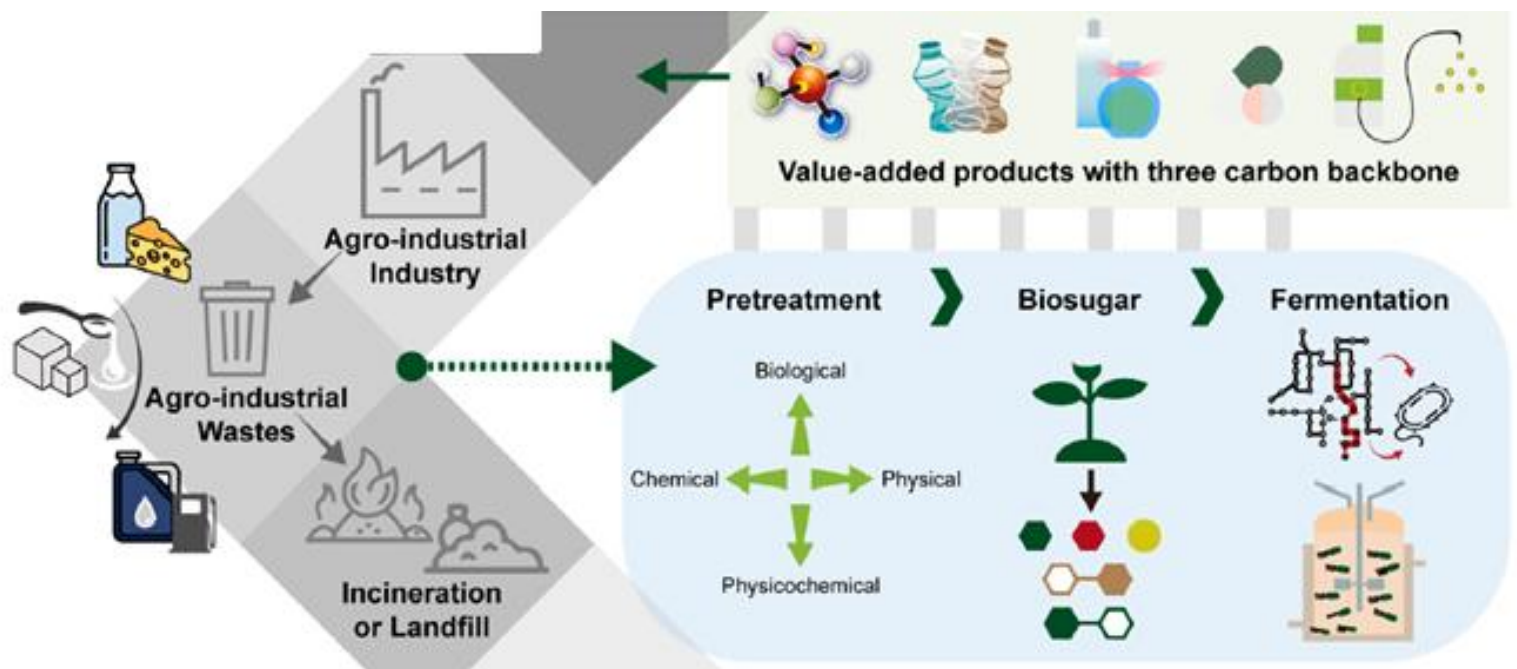 Value-added products with three carbon backbone
Agro-industrial
Industry
Agro-industrial
Wastes
Incineration
or Landfill
Pretreatment
Biosugar
Fermentation
Biological
Chemical
Physical
Physicochemical